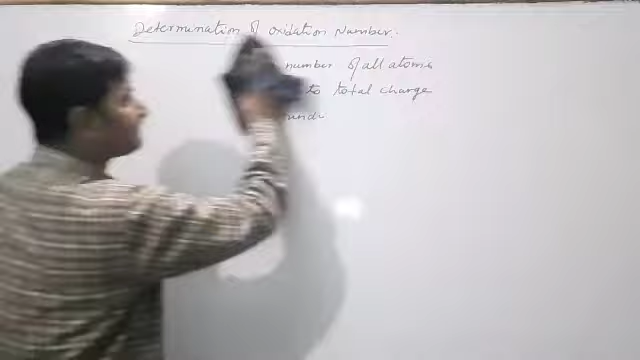 Determination of oxidation Number.
number of all atoms
to total charge